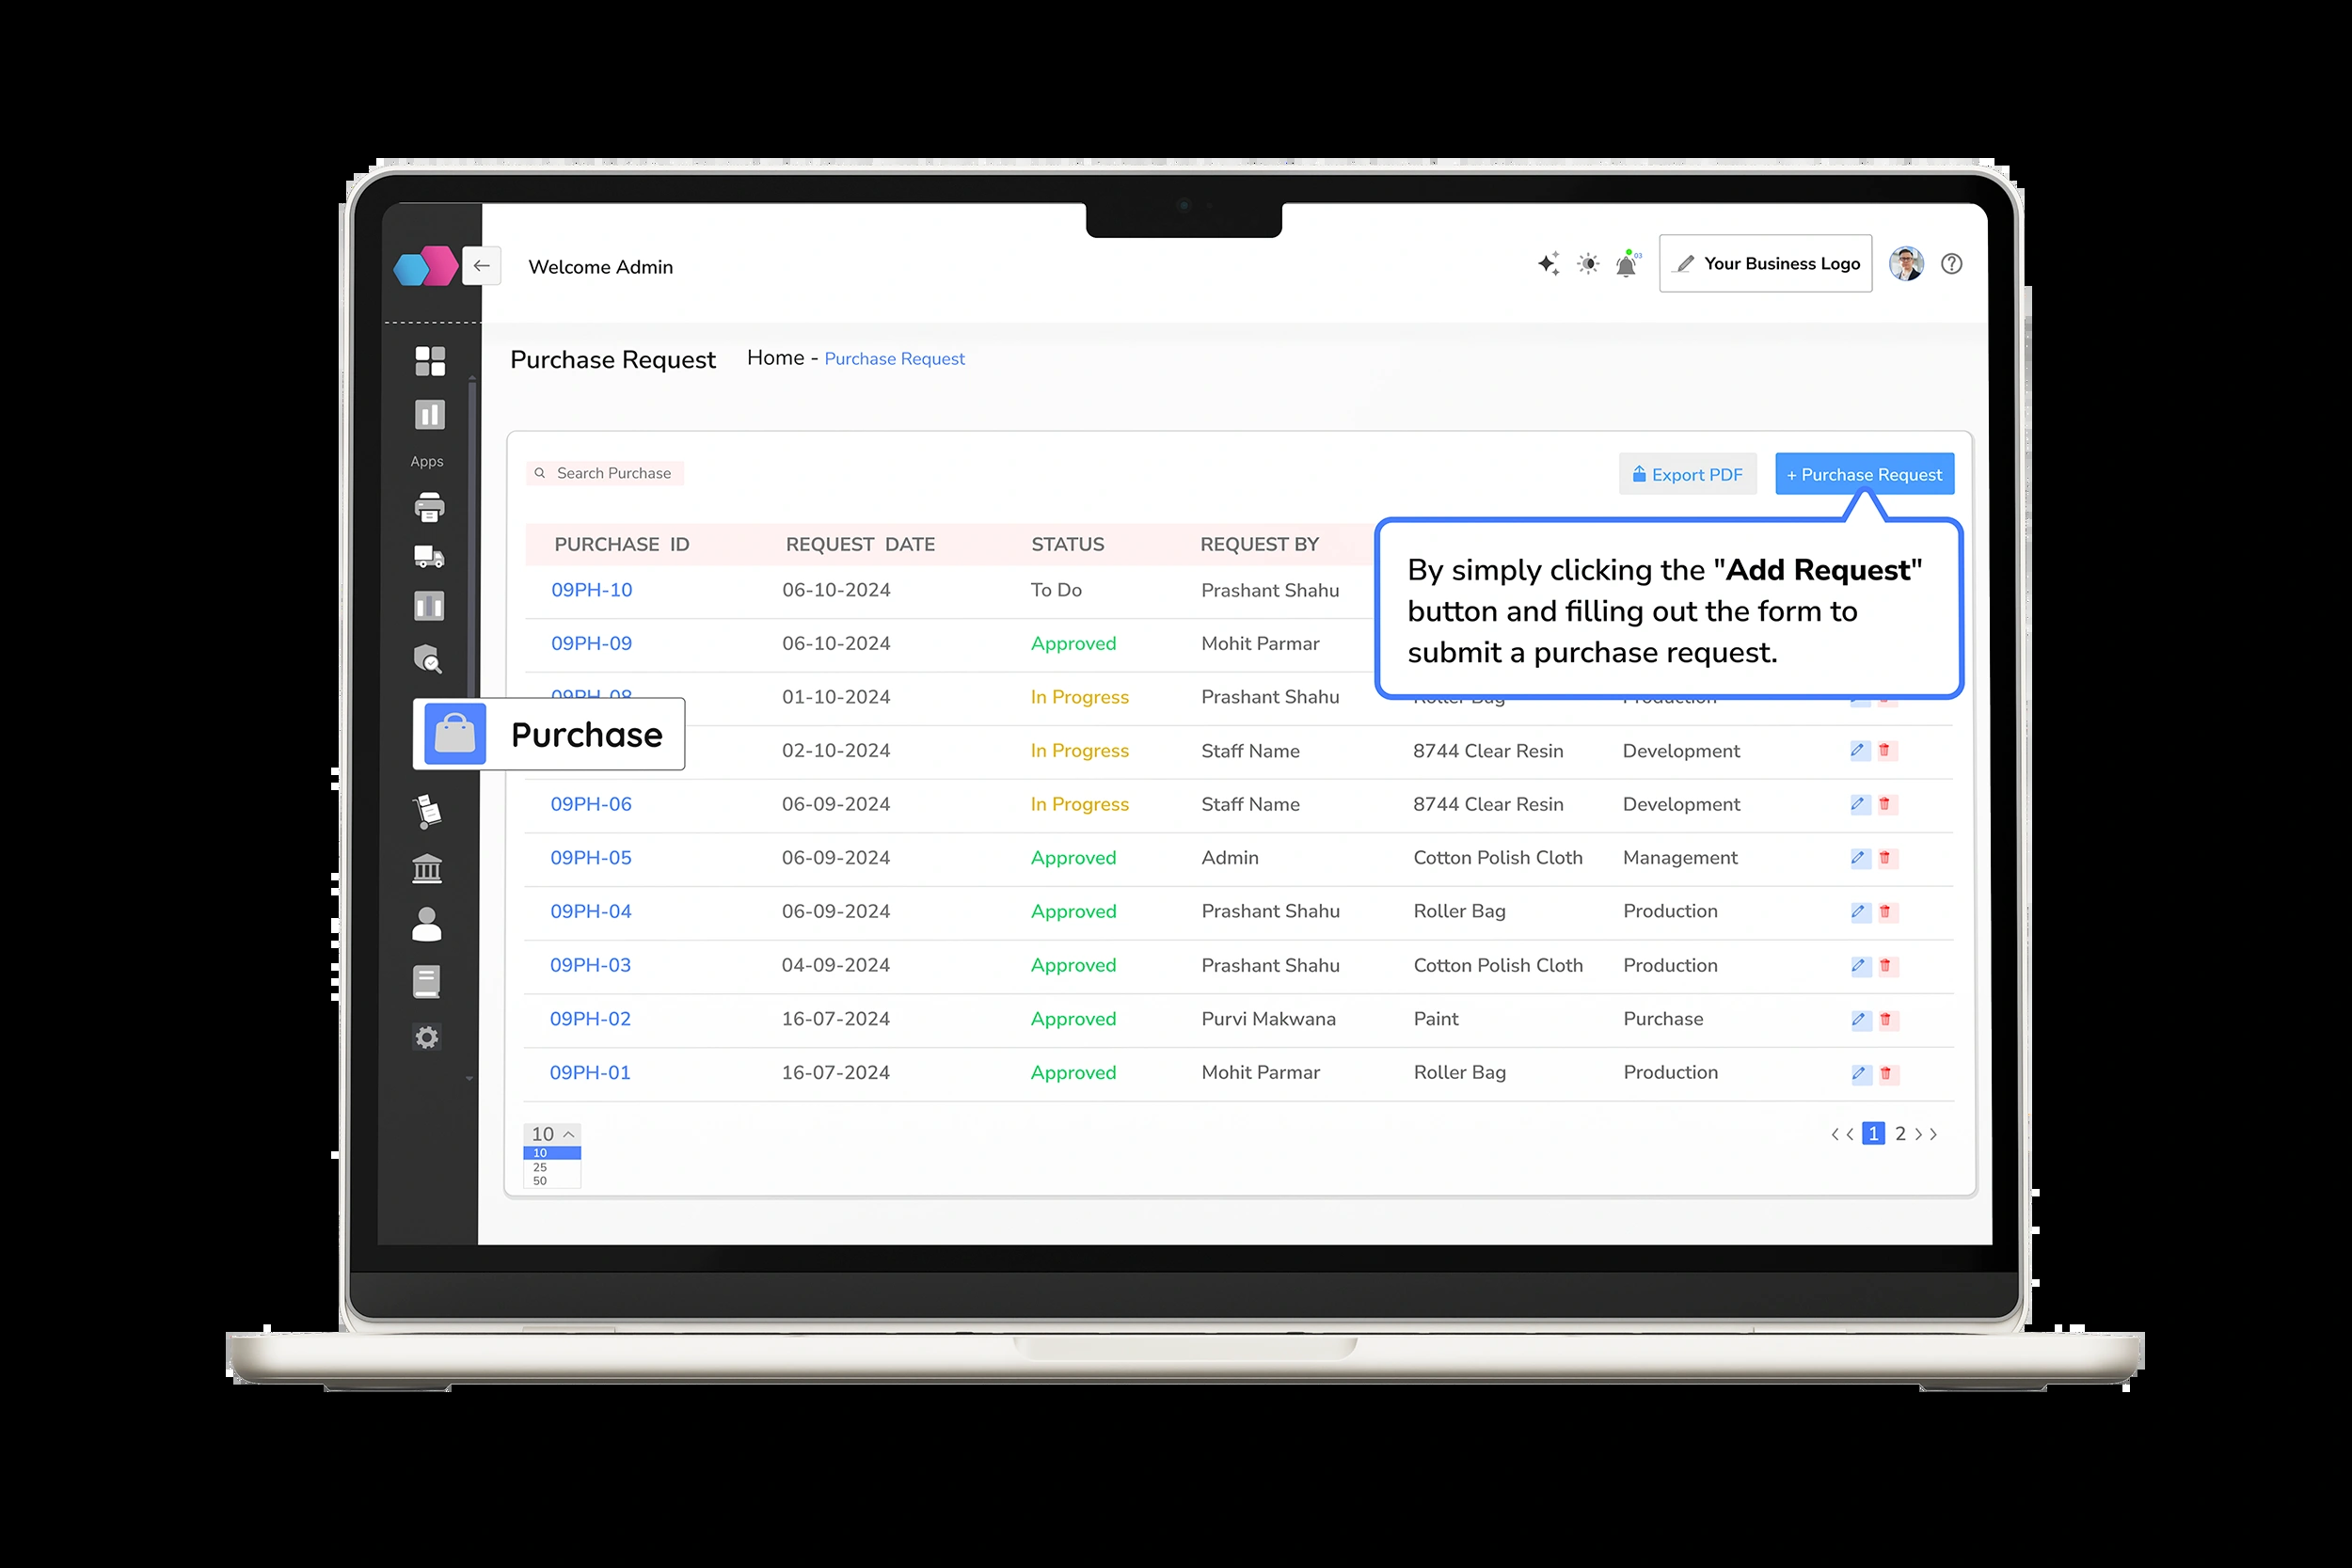 Welcome Admin
03
Your Business Logo
Purchase Request
Home - Purchase Request
Apps
Search Purchase
Export PDF
+ Purchase Request
PURCHASE ID REQUEST DATE STATUS REQUEST BY
By simply clicking the "Add Request"
button and filling out the form to
submit a purchase request.
09PH-10 06-10-2024 To Do Prashant Shahu
09PH-09 06-10-2024 Approved Mohit Parmar
09PH-08 01-10-2024 In Progress Prashant Shahu Roller Bag Production
Purchase
02-10-2024 In Progress Staff Name 8744 Clear Resin Development
09PH-06 06-09-2024 In Progress Staff Name 8744 Clear Resin Development
09PH-05 06-09-2024 Approved Admin Cotton Polish Cloth Management
09PH-04 06-09-2024 Approved Prashant Shahu Roller Bag Production
09PH-03 04-09-2024 Approved Prashant Shahu Cotton Polish Cloth Production
09PH-02 16-07-2024 Approved Purvi Makwana Paint Purchase
09PH-01 16-07-2024 Approved Mohit Parmar Roller Bag Production
10
10
25
50
1 2